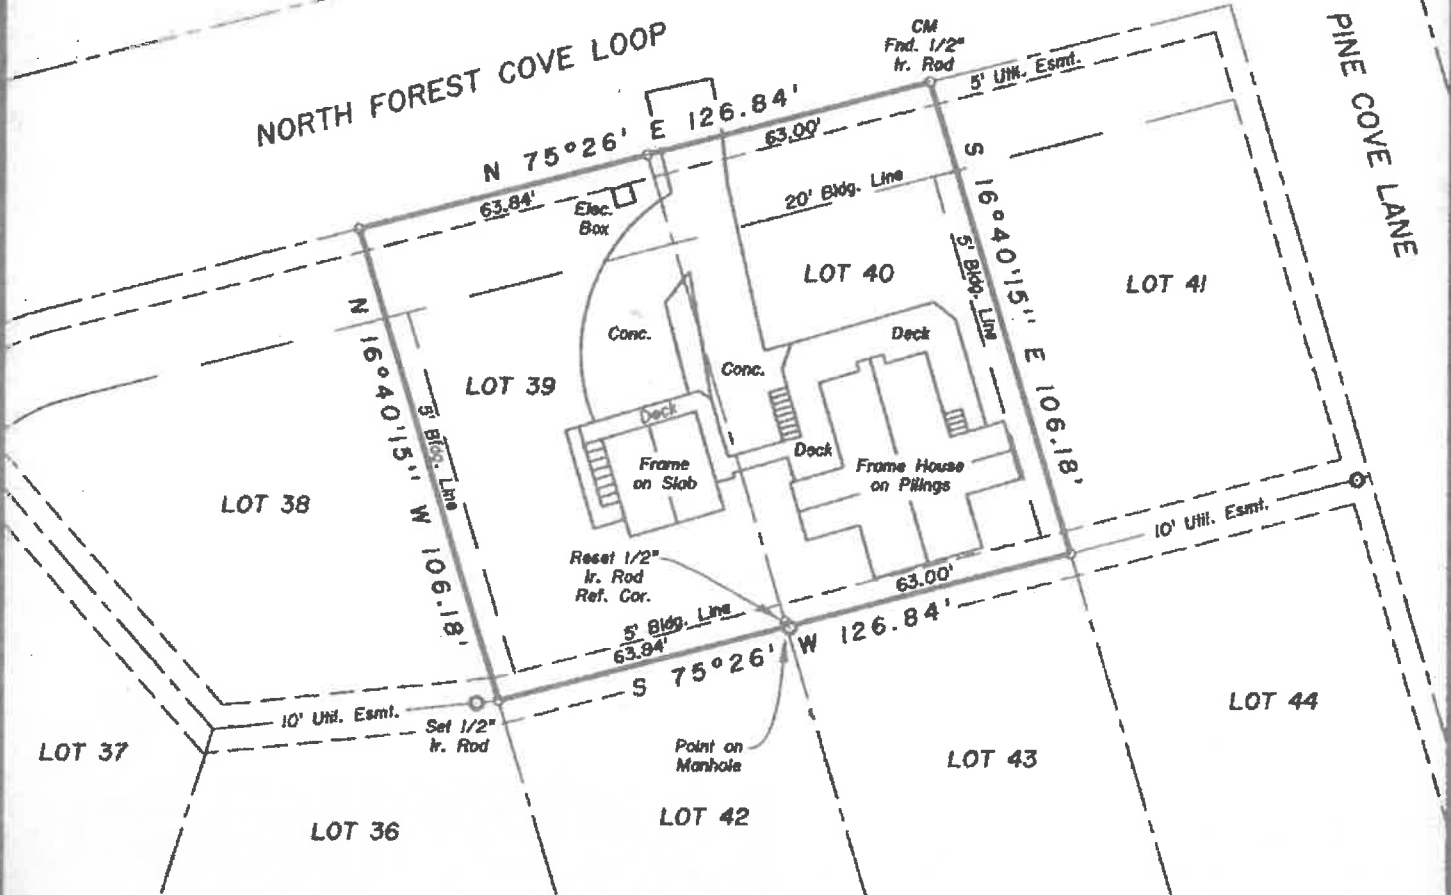 NORTH FOREST COVE LOOP
PINE COVE LANE
CM
Fnd. 1/2"
Ir. Rod
5' Util. Esmt.
N 75°26' E 126.84'
63.84'
63.00'
Elec.
Box
20' Bldg. Line
S 16°40'15" E 106.18'
5' Bldg. Line
LOT 40
LOT 41
N 16°40'15" W 106.18'
5' Bldg. Line
LOT 39
Conc.
Conc.
Deck
Deck
Deck
Frame
on Slab
Frame House
on Pilings
LOT 38
10' Util. Esmt.
Reset 1/2"
Ir. Rod
Ref. Cor.
63.00'
5' Bldg. Line
63.84'
S 75°26' W 126.84'
10' Util. Esmt.
Set 1/2"
Ir. Rod
Point on
Manhole
LOT 37
LOT 36
LOT 42
LOT 43
LOT 44